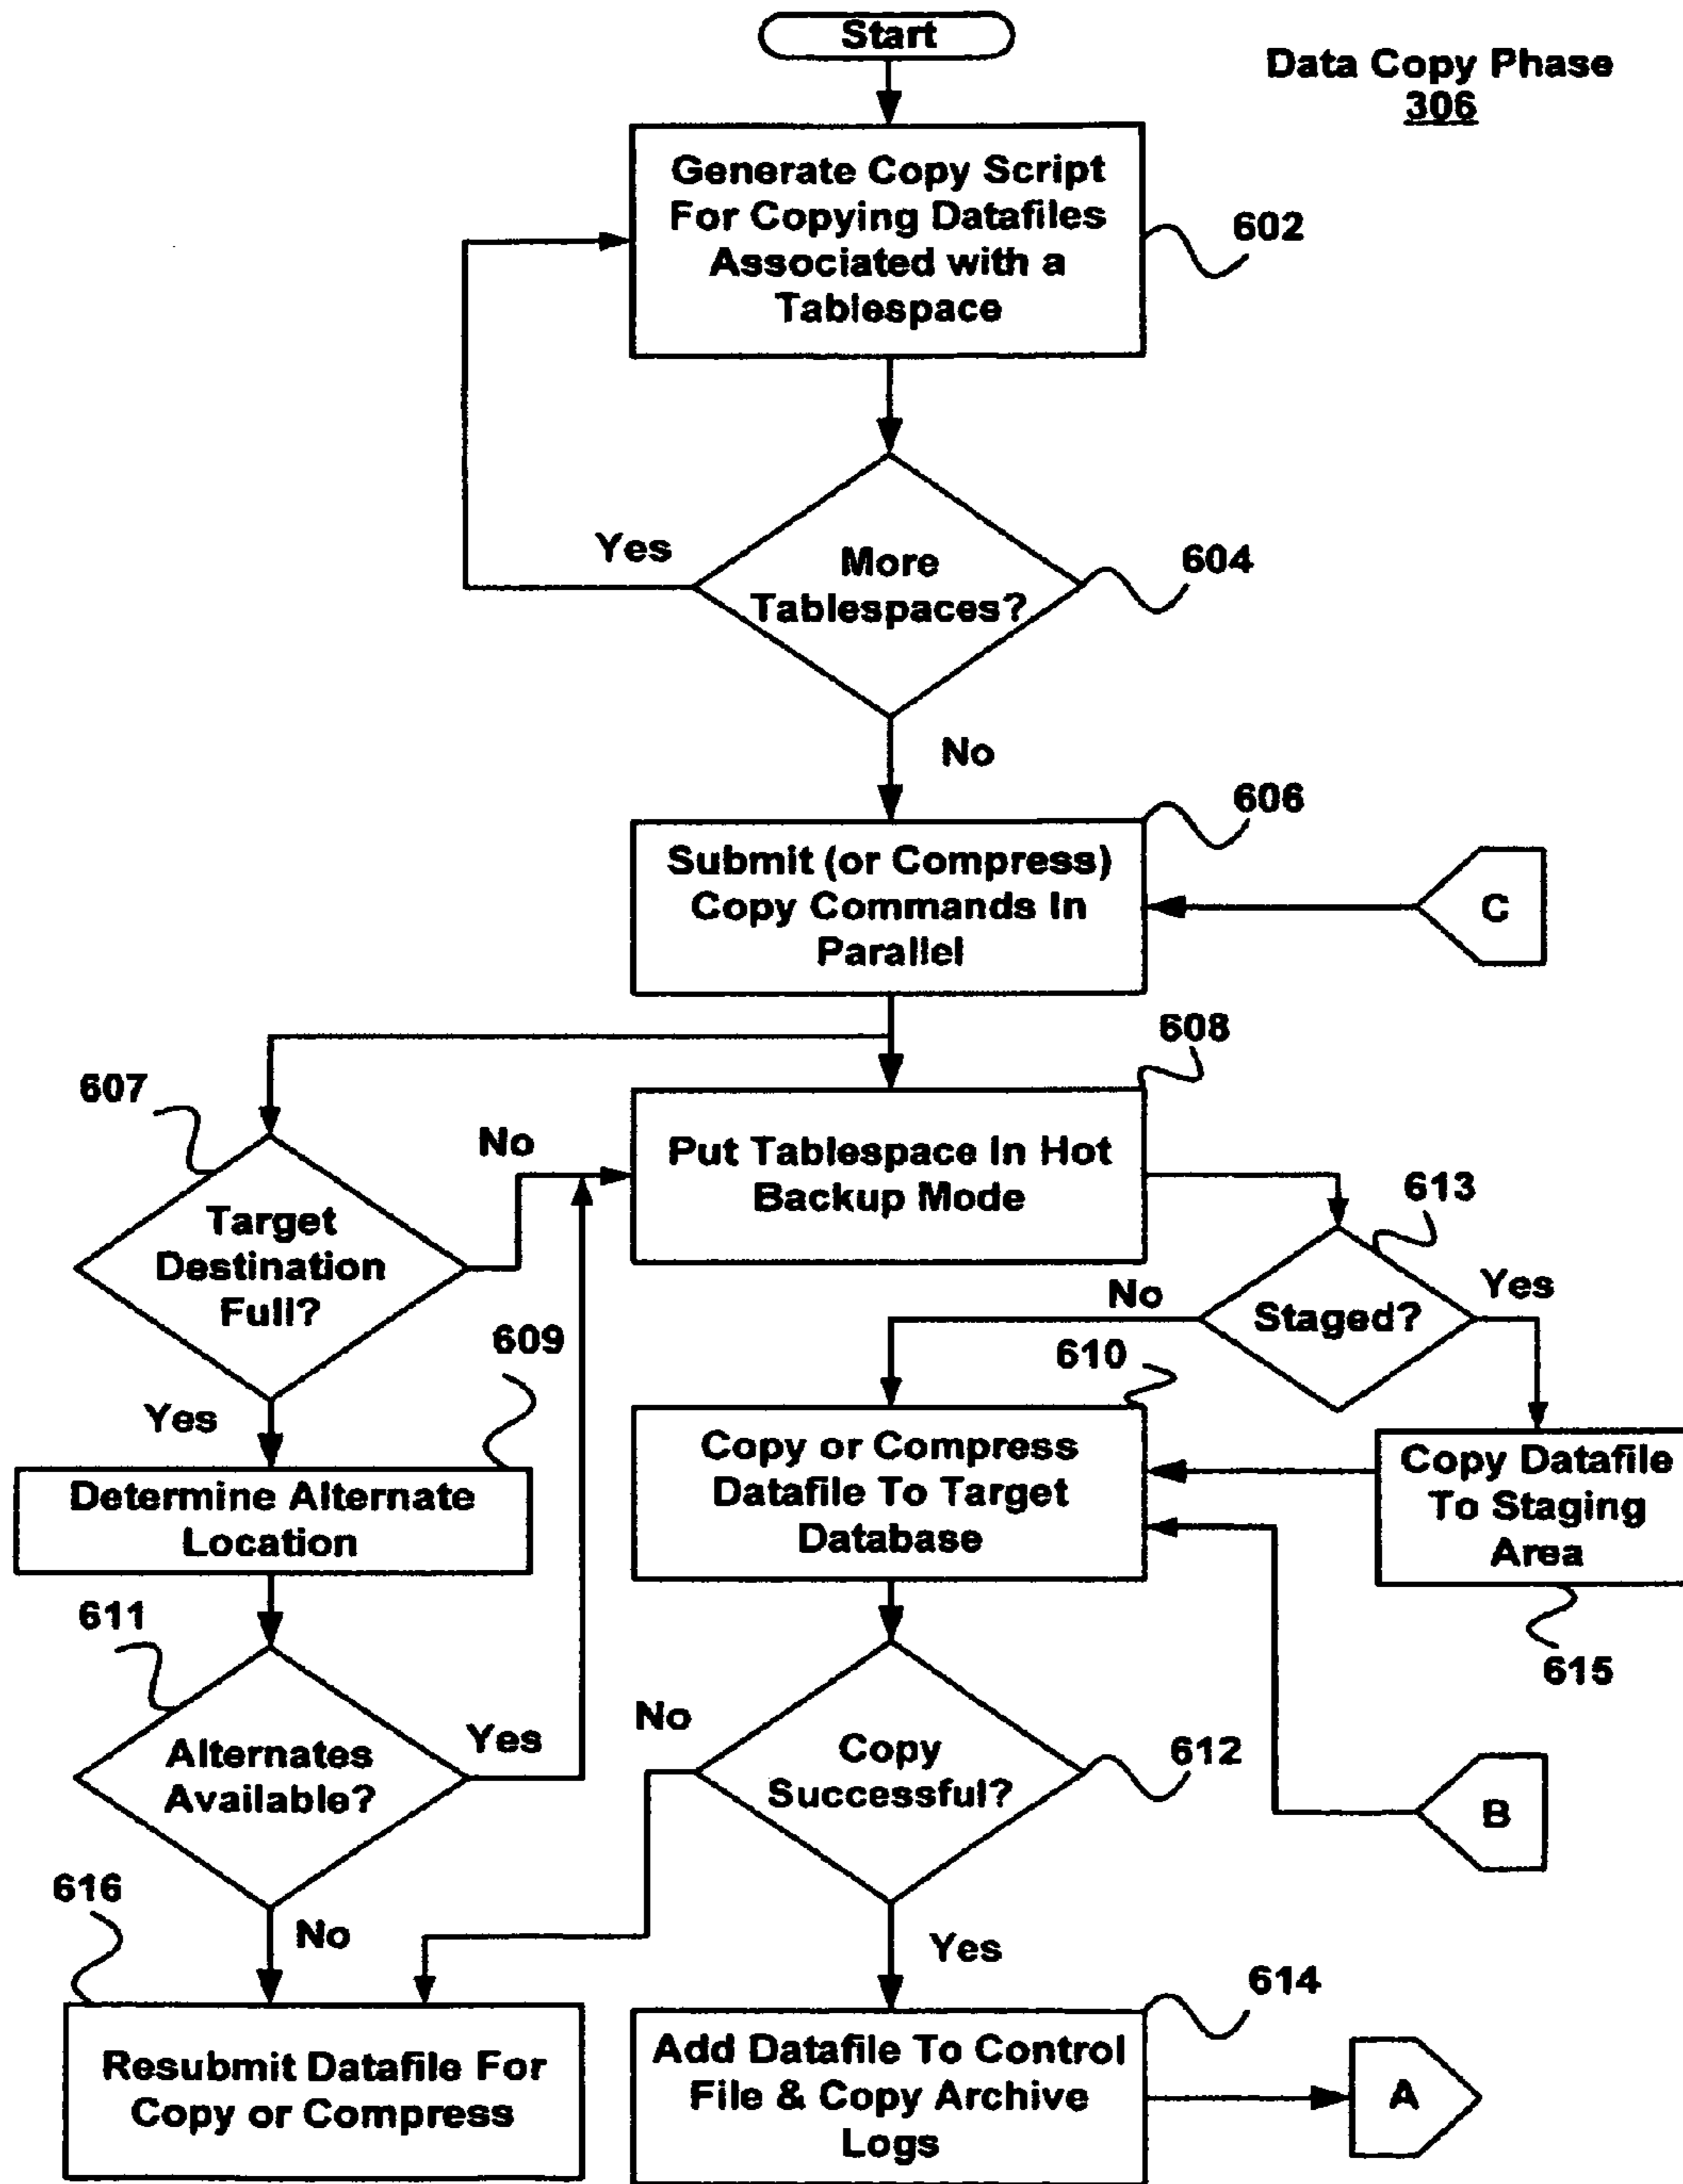 Start
Data Copy Phase
306
Generate Copy Script
For Copying Datafiles
Associated with a
Tablespace
602
Yes
More
Tablespaces?
604
No
606
Submit (or Compress)
Copy Commands In
Parallel
C
608
607
No
Put Tablespace In Hot
Backup Mode
613
Target
Destination
Full?
No
Yes
Staged?
609
610
Yes
Determine Alternate
Location
Copy or Compress
Datafile To Target
Database
Copy Datafile
To Staging
Area
611
615
No
Yes
Alternates
Available?
Copy
Successful?
612
B
616
No
Yes
614
Resubmit Datafile For
Copy or Compress
Add Datafile To Control
File & Copy Archive
Logs
A